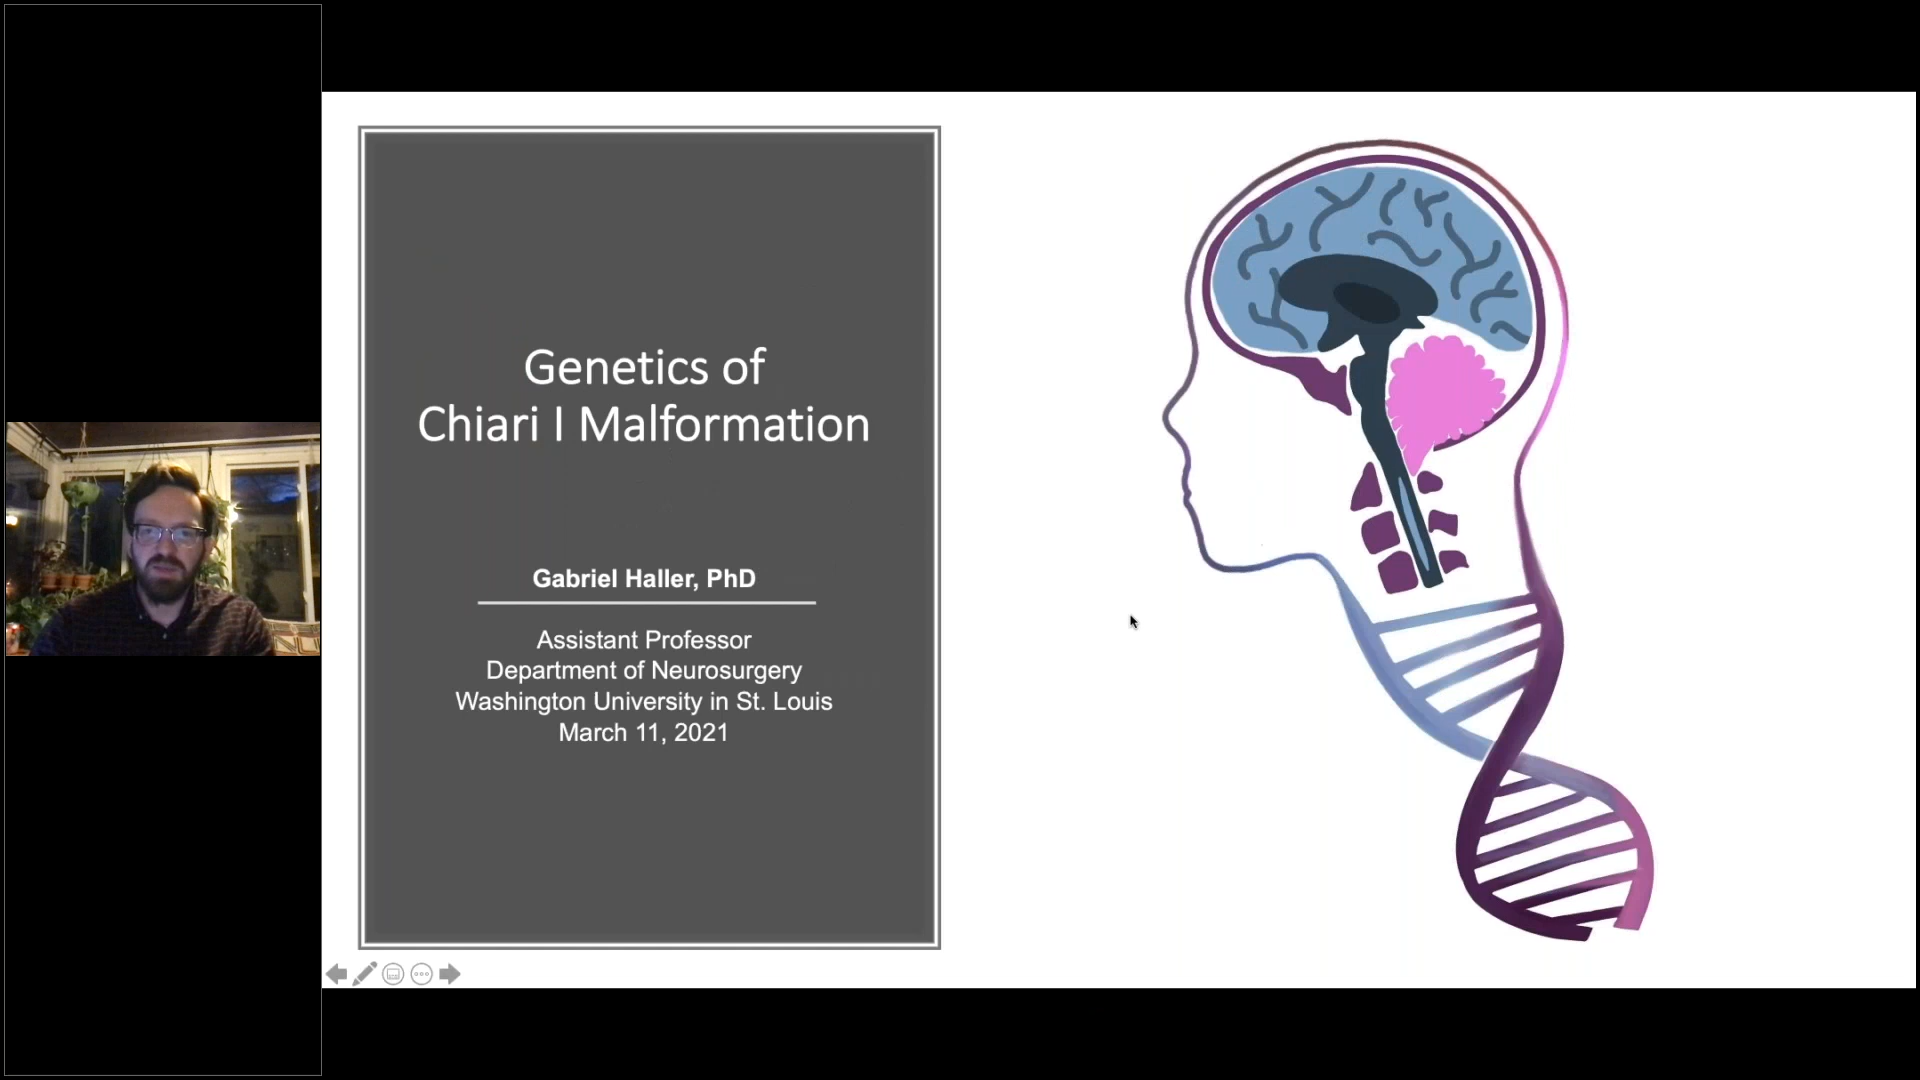 Genetics of
Chiari I Malformation
Gabriel Haller, PhD
Assistant Professor
Department of Neurosurgery
Washington University in St. Louis
March 11, 2021